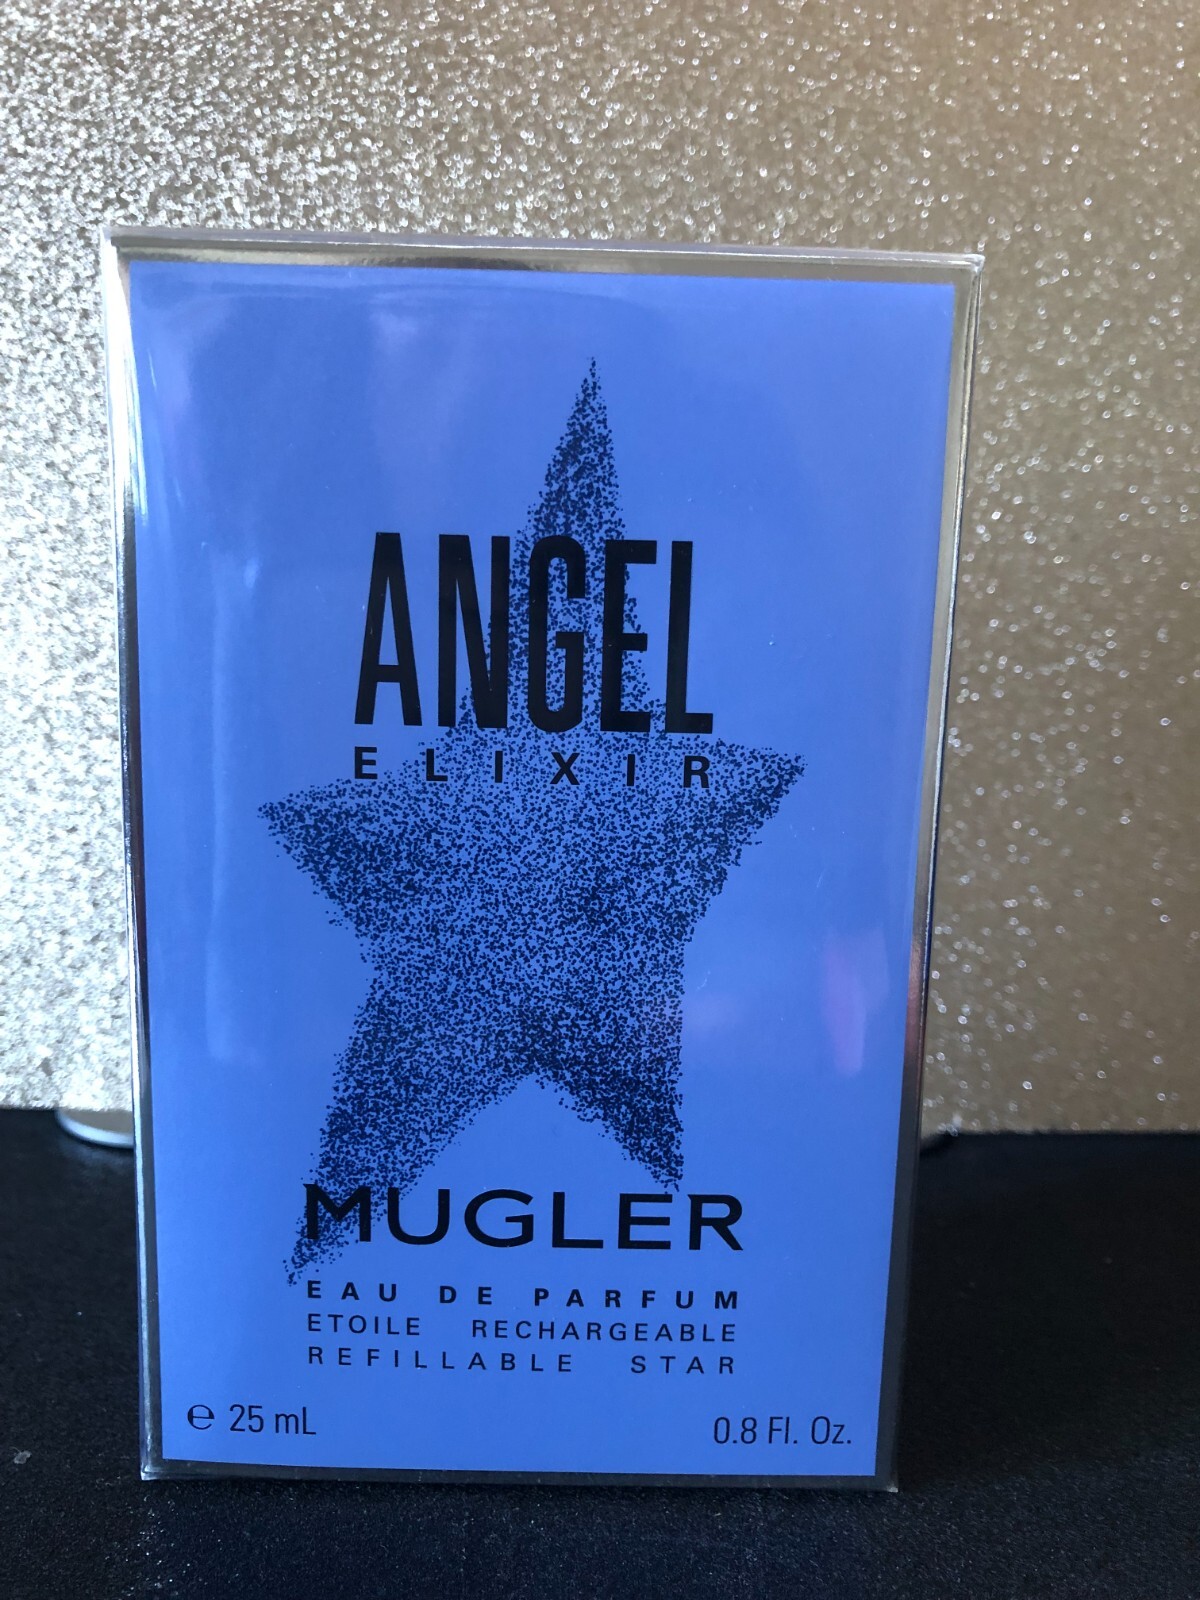 ANGEL
ELIXIR
MUGLER
EAU DE PARFUM
ETOILE RECHARGEABLE
REFILLABLE STAR
℮ 25 mL
0.8 Fl. Oz.